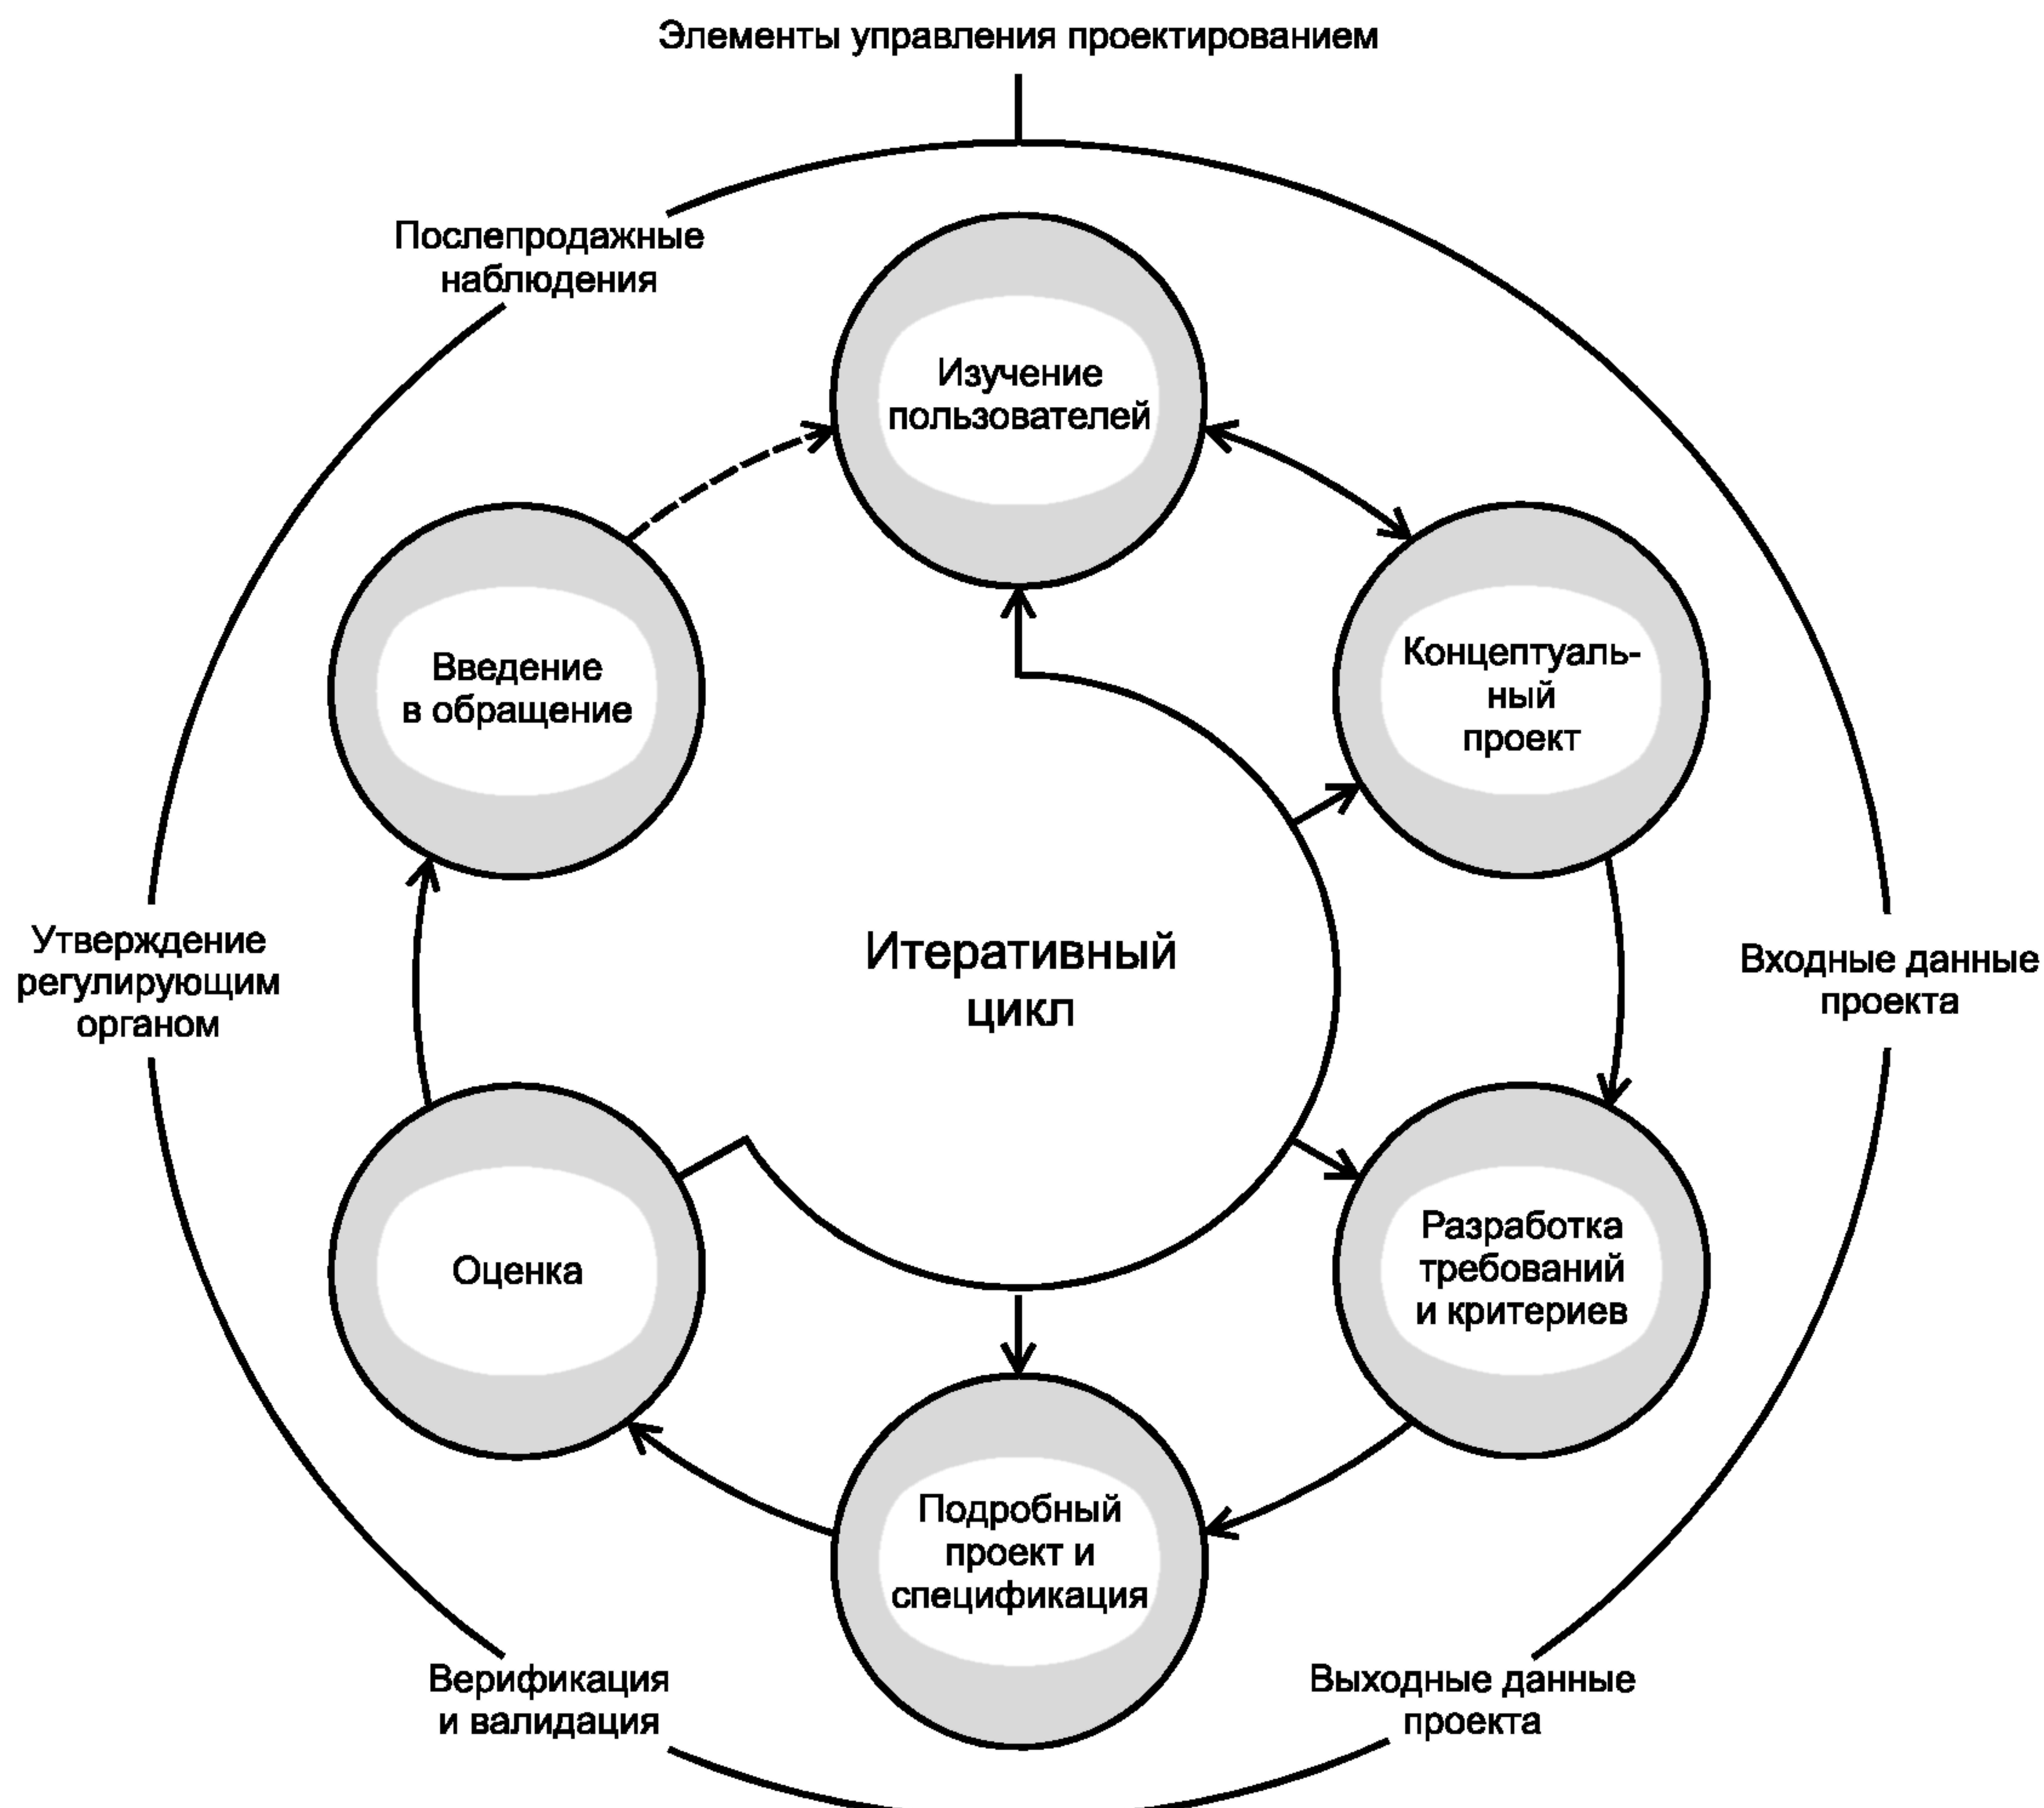 Элементы управления проектированием
Послепродажные
наблюдения
Изучение
пользователей
Введение
в обращение
Концептуаль-
ный
проект
Итеративный
цикл
Утверждение
регулирующим
органом
Входные данные
проекта
Оценка
Разработка
требований
и критериев
Подробный
проект и
спецификация
Верификация
и валидация
Выходные данные
проекта